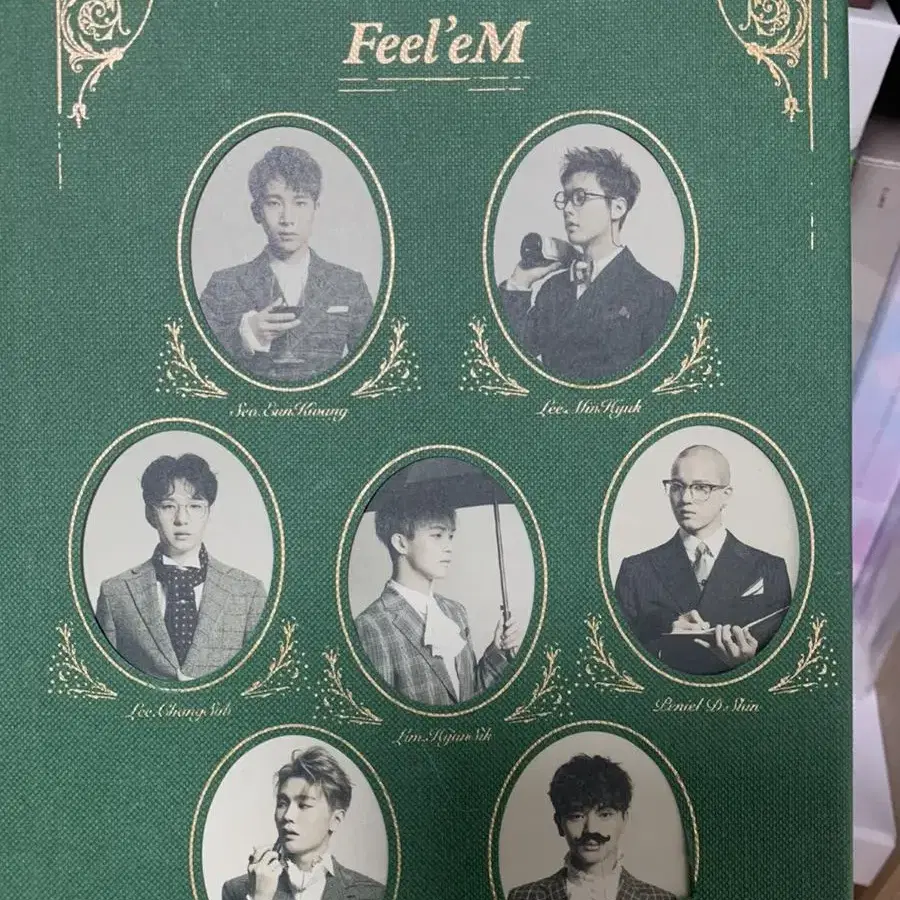 Feel'eM
Seo EunKwang
Lee MinHyuk
Lee ChangSub
Lim HyunSik
Peniel D. Shin